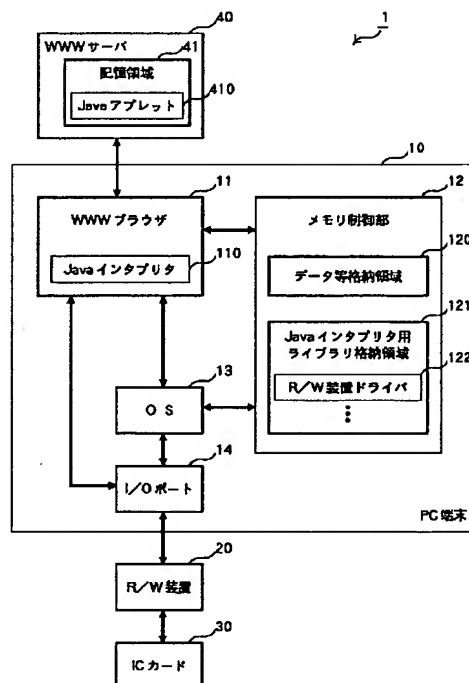 40
1
WWWサーバ
41
記憶領域
410
Javaアプレット
10
11
12
WWWブラウザ
メモリ制御部
110
120
Javaインタプリタ
データ等格納領域
121
Javaインタプリタ用
ライブラリ格納領域
122
13
R/W装置ドライバ
OS
14
I/Oポート
PC端末
20
R/W装置
30
ICカード